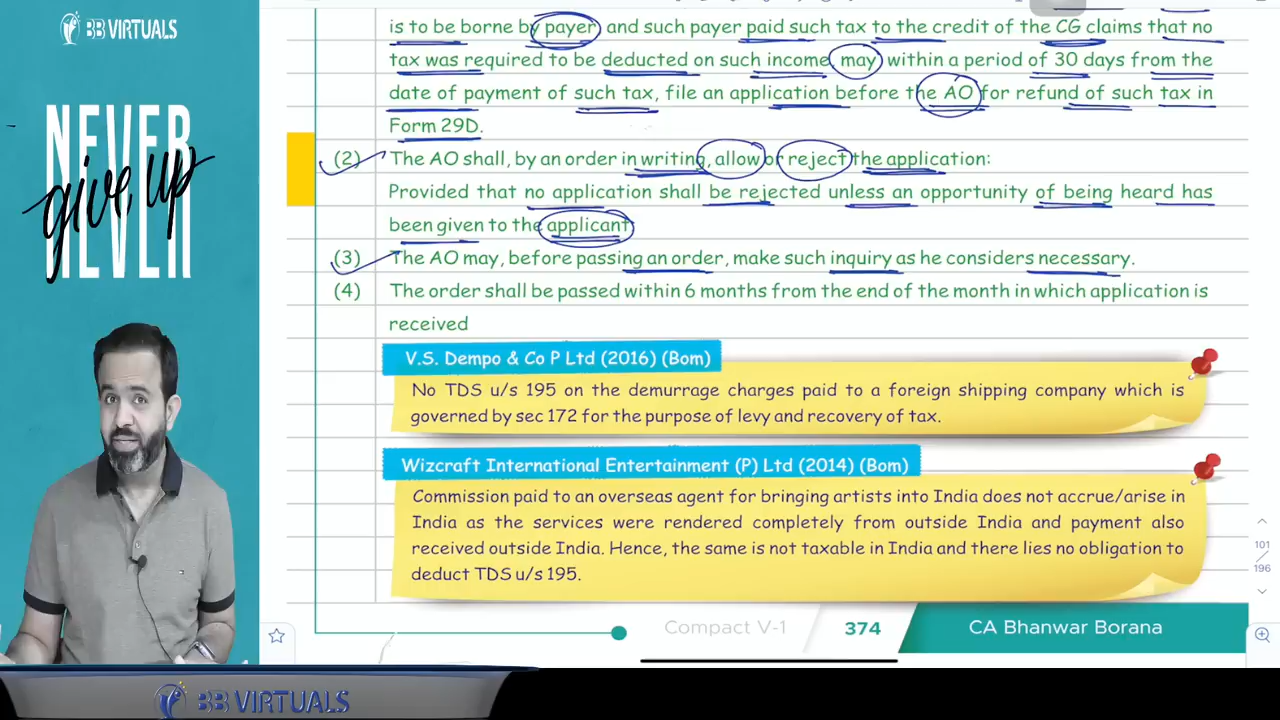 BB VIRTUALS
NEVER
give up
NEVER
is to be borne by payer and such payer paid such tax to the credit of the CG claims that no
tax was required to be deducted on such income, may within a period of 30 days from the
date of payment of such tax, file an application before the AO for refund of such tax in
Form 29D.
(2) The AO shall, by an order in writing, allow or reject the application:
Provided that no application shall be rejected unless an opportunity of being heard has
been given to the applicant
(3) The AO may, before passing an order, make such inquiry as he considers necessary.
(4) The order shall be passed within 6 months from the end of the month in which application is
received
V.S. Dempo & Co P Ltd (2016) (Bom)
No TDS u/s 195 on the demurrage charges paid to a foreign shipping company which is
governed by sec 172 for the purpose of levy and recovery of tax.
Wizcraft International Entertainment (P) Ltd (2014) (Bom)
Commission paid to an overseas agent for bringing artists into India does not accrue/arise in
India as the services were rendered completely from outside India and payment also
received outside India. Hence, the same is not taxable in India and there lies no obligation to
deduct TDS u/s 195.
101
196
Compact V-1
374
CA Bhanwar Borana
BB VIRTUALS